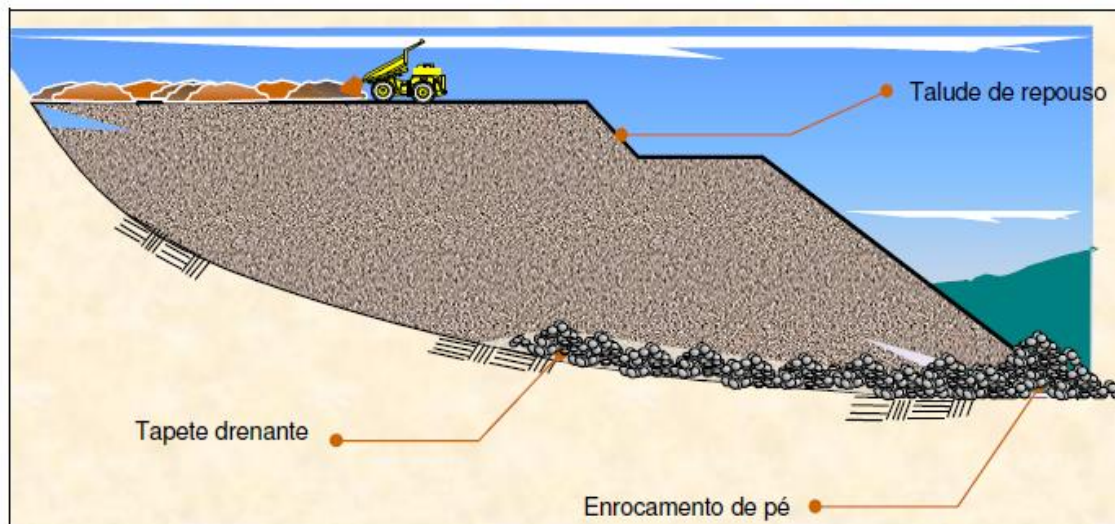 Talude de repouso
Tapete drenante
Enrocamento de pé